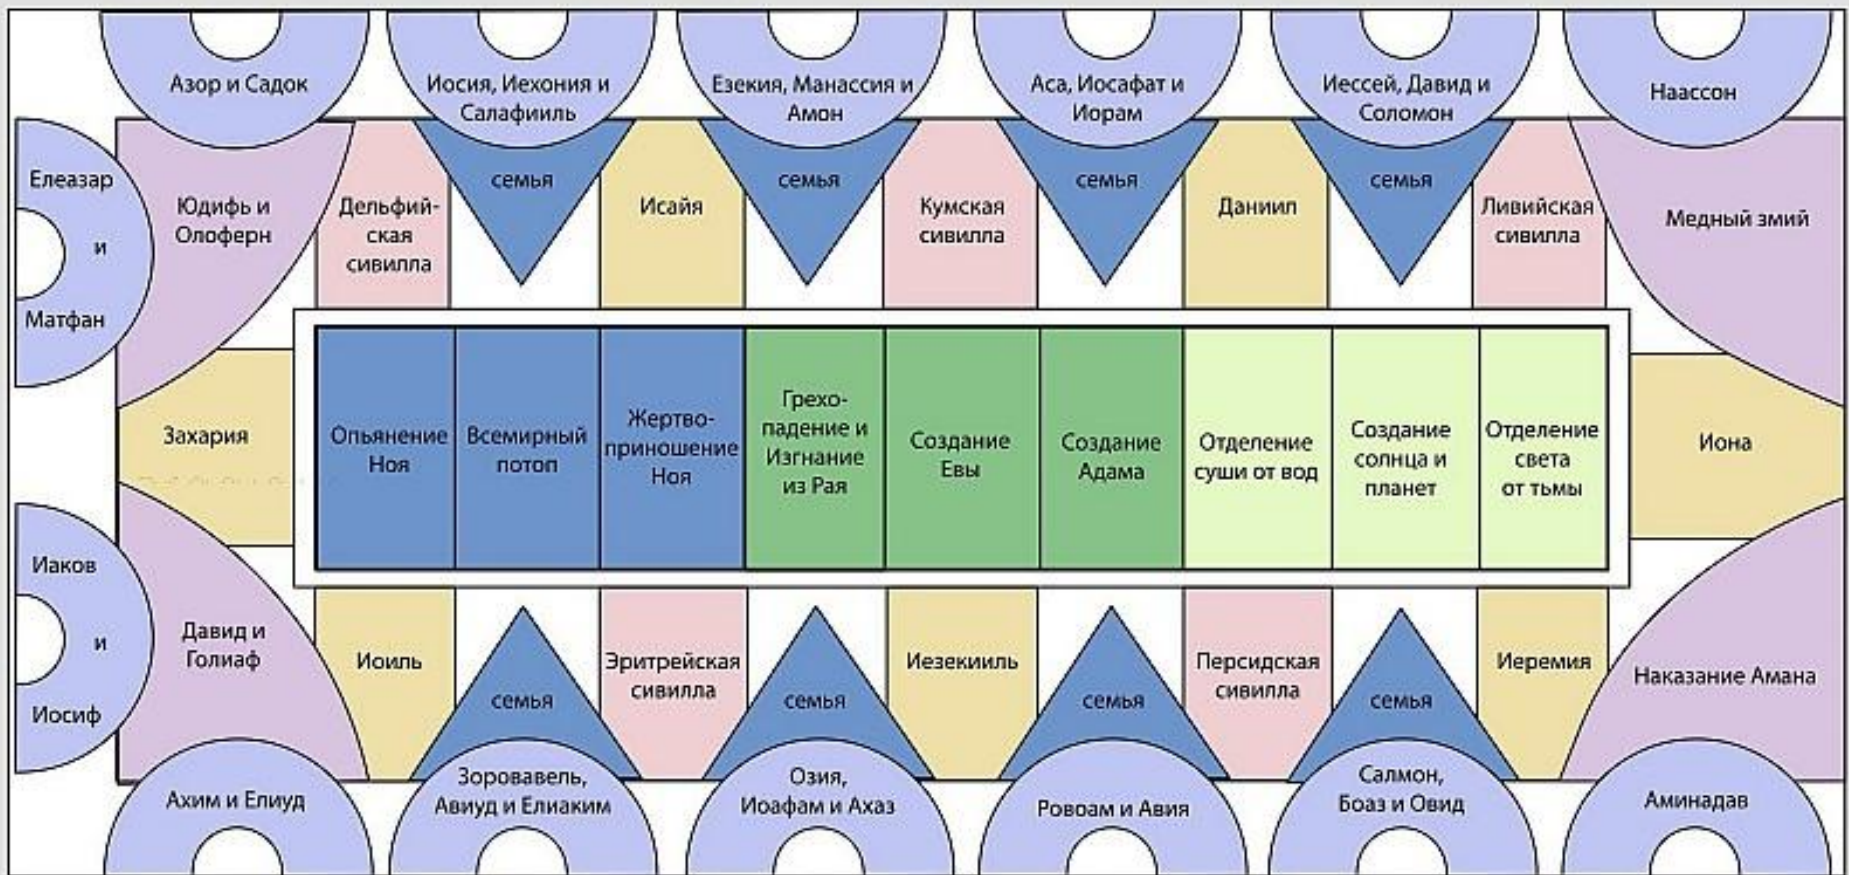 Азор и Садок
Иосия, Иехония и
Салафииль
Езекия, Манассия и
Амон
Аса, Иосафат и
Иорам
Иессей, Давид и
Соломон
Наассон
Елеазар
и
Матфан
Юдифь и
Олоферн
Дельфий-
ская
сивилла
семья
Исайя
семья
Кумская
сивилла
семья
Даниил
семья
Ливийская
сивилла
Медный змий
Захария
Опьянение
Ноя
Всемирный
потоп
Жертво-
приношение
Ноя
Грехо-
падение и
Изгнание
из Рая
Создание
Евы
Создание
Адама
Отделение
суши от вод
Создание
солнца и
планет
Отделение
света
от тьмы
Иона
Иаков
и
Иосиф
Давид и
Голиаф
Иоиль
семья
Эритрейская
сивилла
семья
Иезекииль
семья
Персидская
сивилла
семья
Иеремия
Наказание Амана
Ахим и Елиуд
Зоровавель,
Авиуд и Елиаким
Озия,
Иоафам и Ахаз
Ровоам и Авия
Салмон,
Боаз и Овид
Аминадав